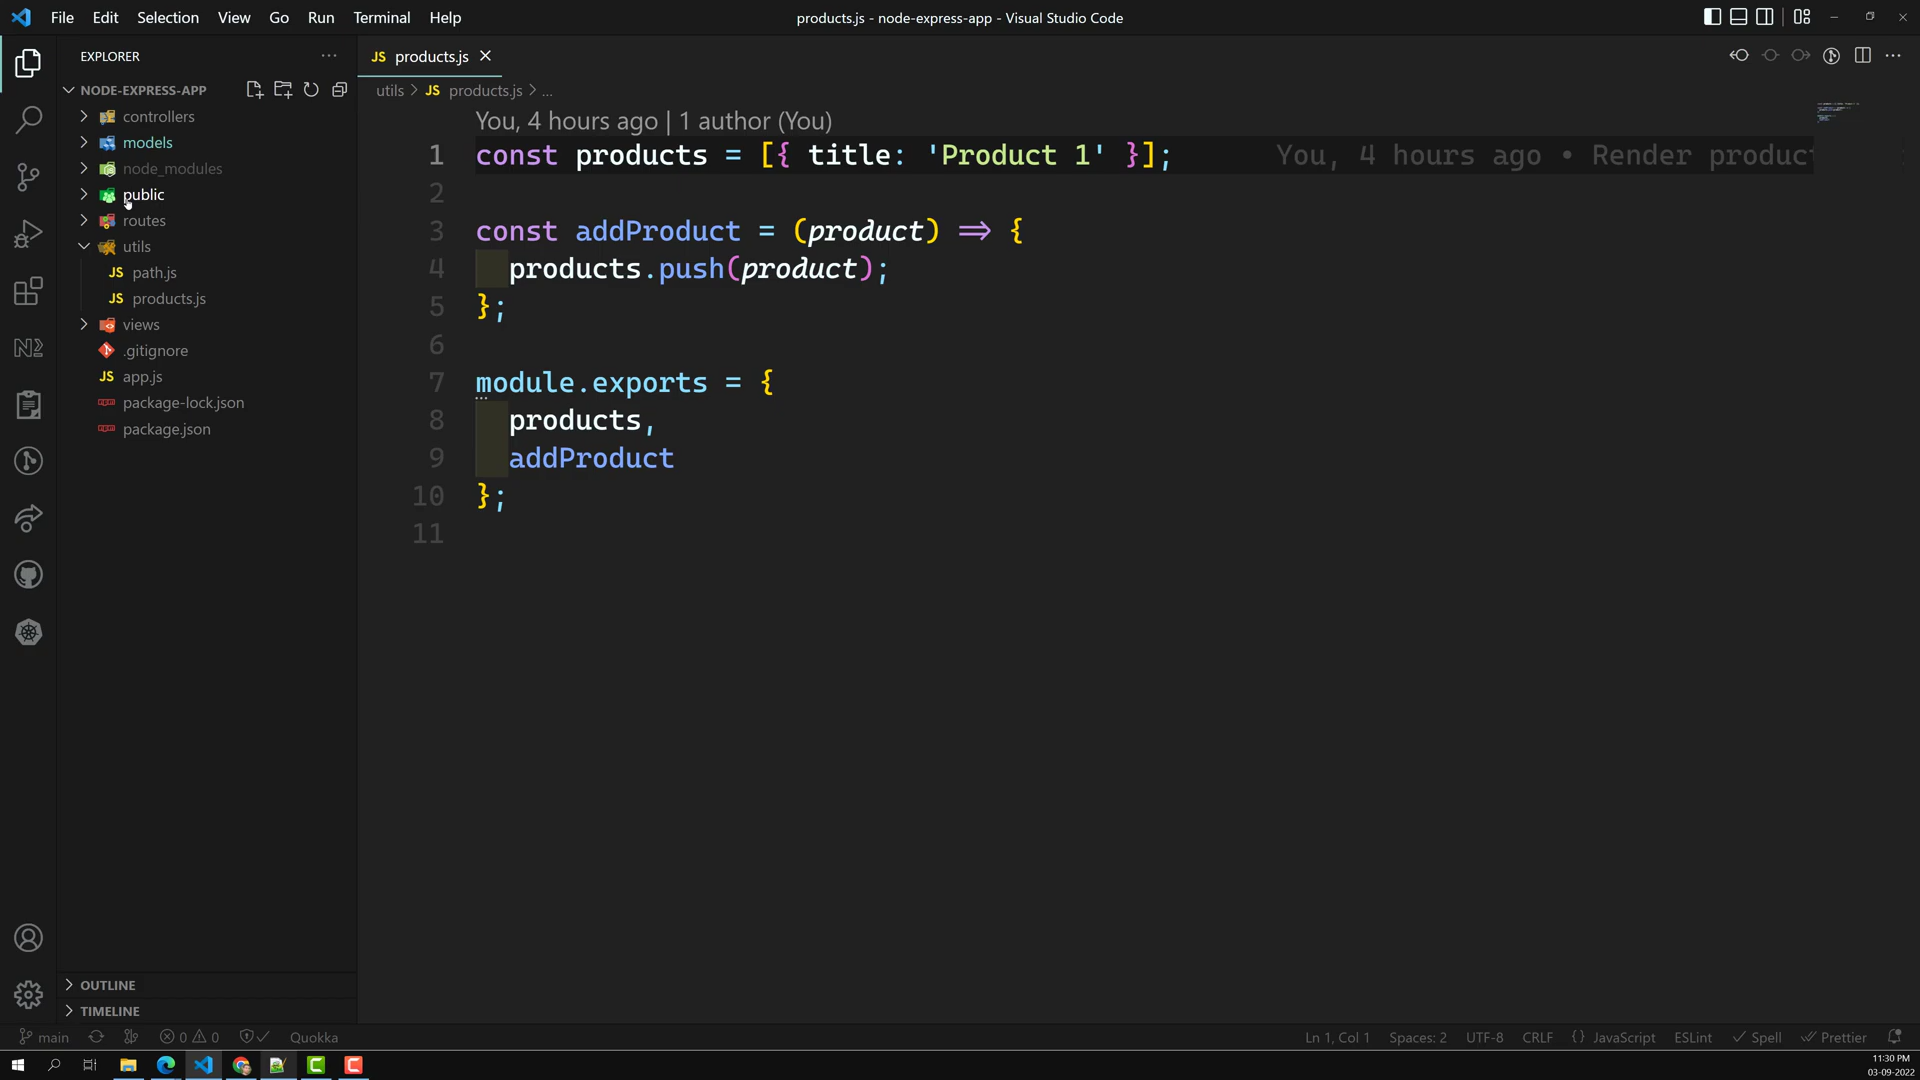 File Edit Selection View Go Run Terminal Help
products.js - node-express-app - Visual Studio Code
EXPLORER
NODE-EXPRESS-APP
controllers
models
node_modules
public
routes
utils
JS path.js
JS products.js
views
.gitignore
JS app.js
package-lock.json
package.json
OUTLINE
TIMELINE
JS products.js
utils > JS products.js > ...
You, 4 hours ago | 1 author (You)
1 const products = [{ title: 'Product 1' }]; You, 4 hours ago • Render product
2
3 const addProduct = (product) => {
4 products.push(product);
5 };
6
7 module.exports = {
8 products,
9 addProduct
10 };
11
main 0 0 Quokka Ln 1, Col 1 Spaces: 2 UTF-8 CRLF {} JavaScript ESLint Spell Prettier
11:30 PM
03-09-2022